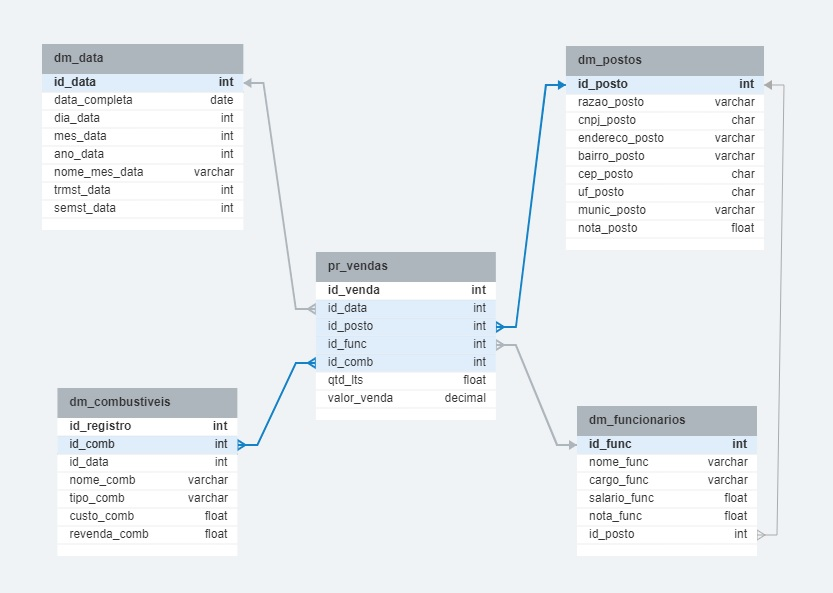 dm_data
id_data int
data_completa date
dia_data int
mes_data int
ano_data int
nome_mes_data varchar
trmst_data int
semst_data int
dm_postos
id_posto int
razao_posto varchar
cnpj_posto char
endereco_posto varchar
bairro_posto varchar
cep_posto char
uf_posto char
munic_posto varchar
nota_posto float
pr_vendas
id_venda int
id_data int
id_posto int
id_func int
id_comb int
qtd_lts float
valor_venda decimal
dm_combustiveis
id_registro int
id_comb int
id_data int
nome_comb varchar
tipo_comb varchar
custo_comb float
revenda_comb float
dm_funcionarios
id_func int
nome_func varchar
cargo_func varchar
salario_func float
nota_func float
id_posto int